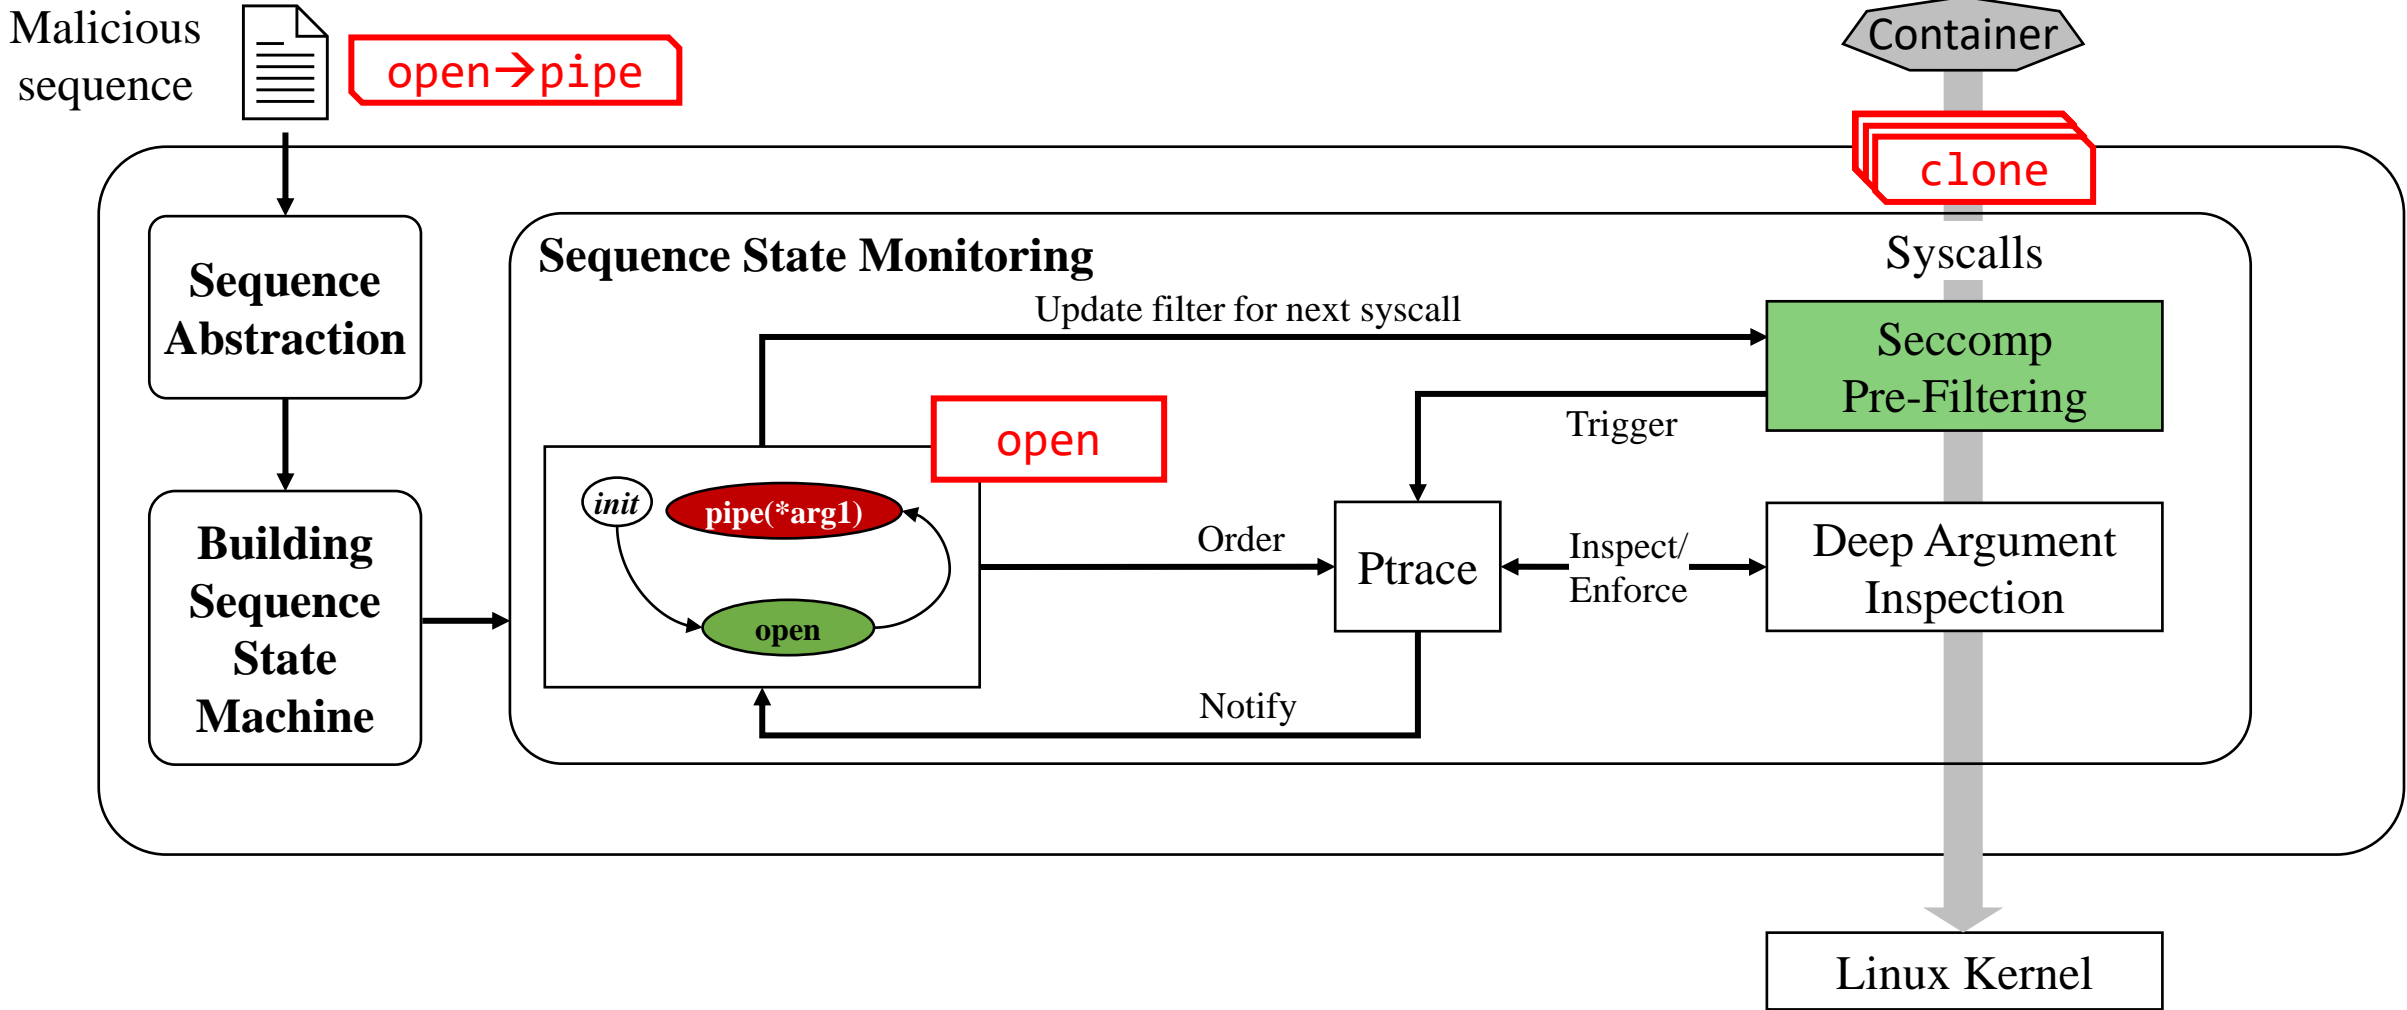 Malicious
sequence
open→pipe
Container
clone
Syscalls
Sequence
Abstraction
Sequence State Monitoring
Update filter for next syscall
Seccomp
Pre-Filtering
Trigger
open
init
pipe(*arg1)
open
Order
Ptrace
Inspect/
Enforce
Deep Argument
Inspection
Building
Sequence
State
Machine
Notify
Linux Kernel